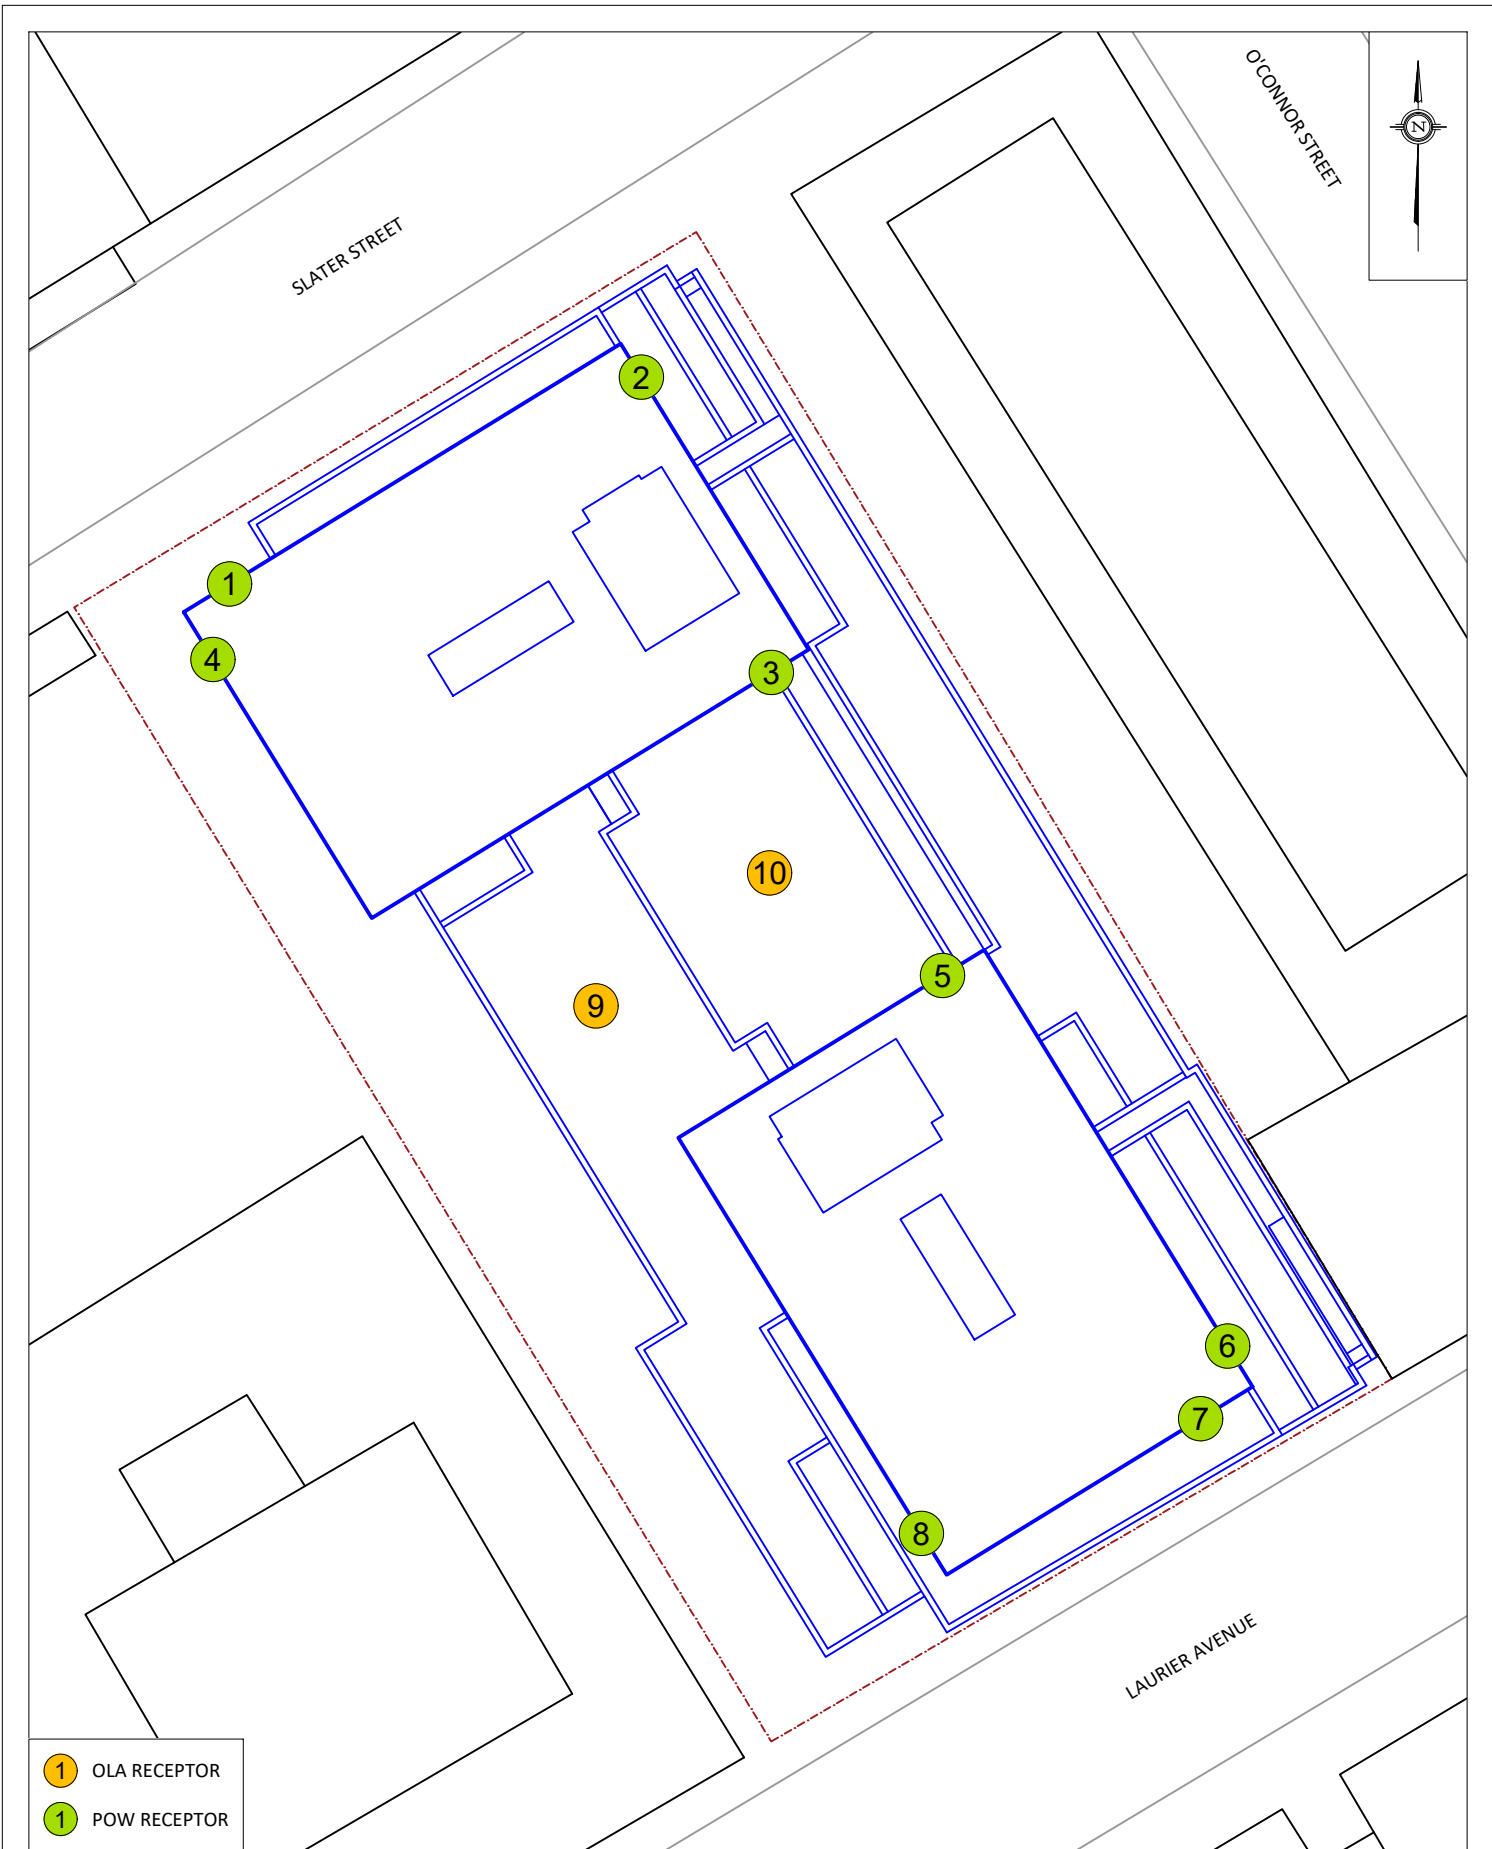 O'CONNOR STREET
N
SLATER STREET
2
1
4
3
10
5
9
6
7
8
LAURIER AVENUE
1 OLA RECEPTOR
1 POW RECEPTOR